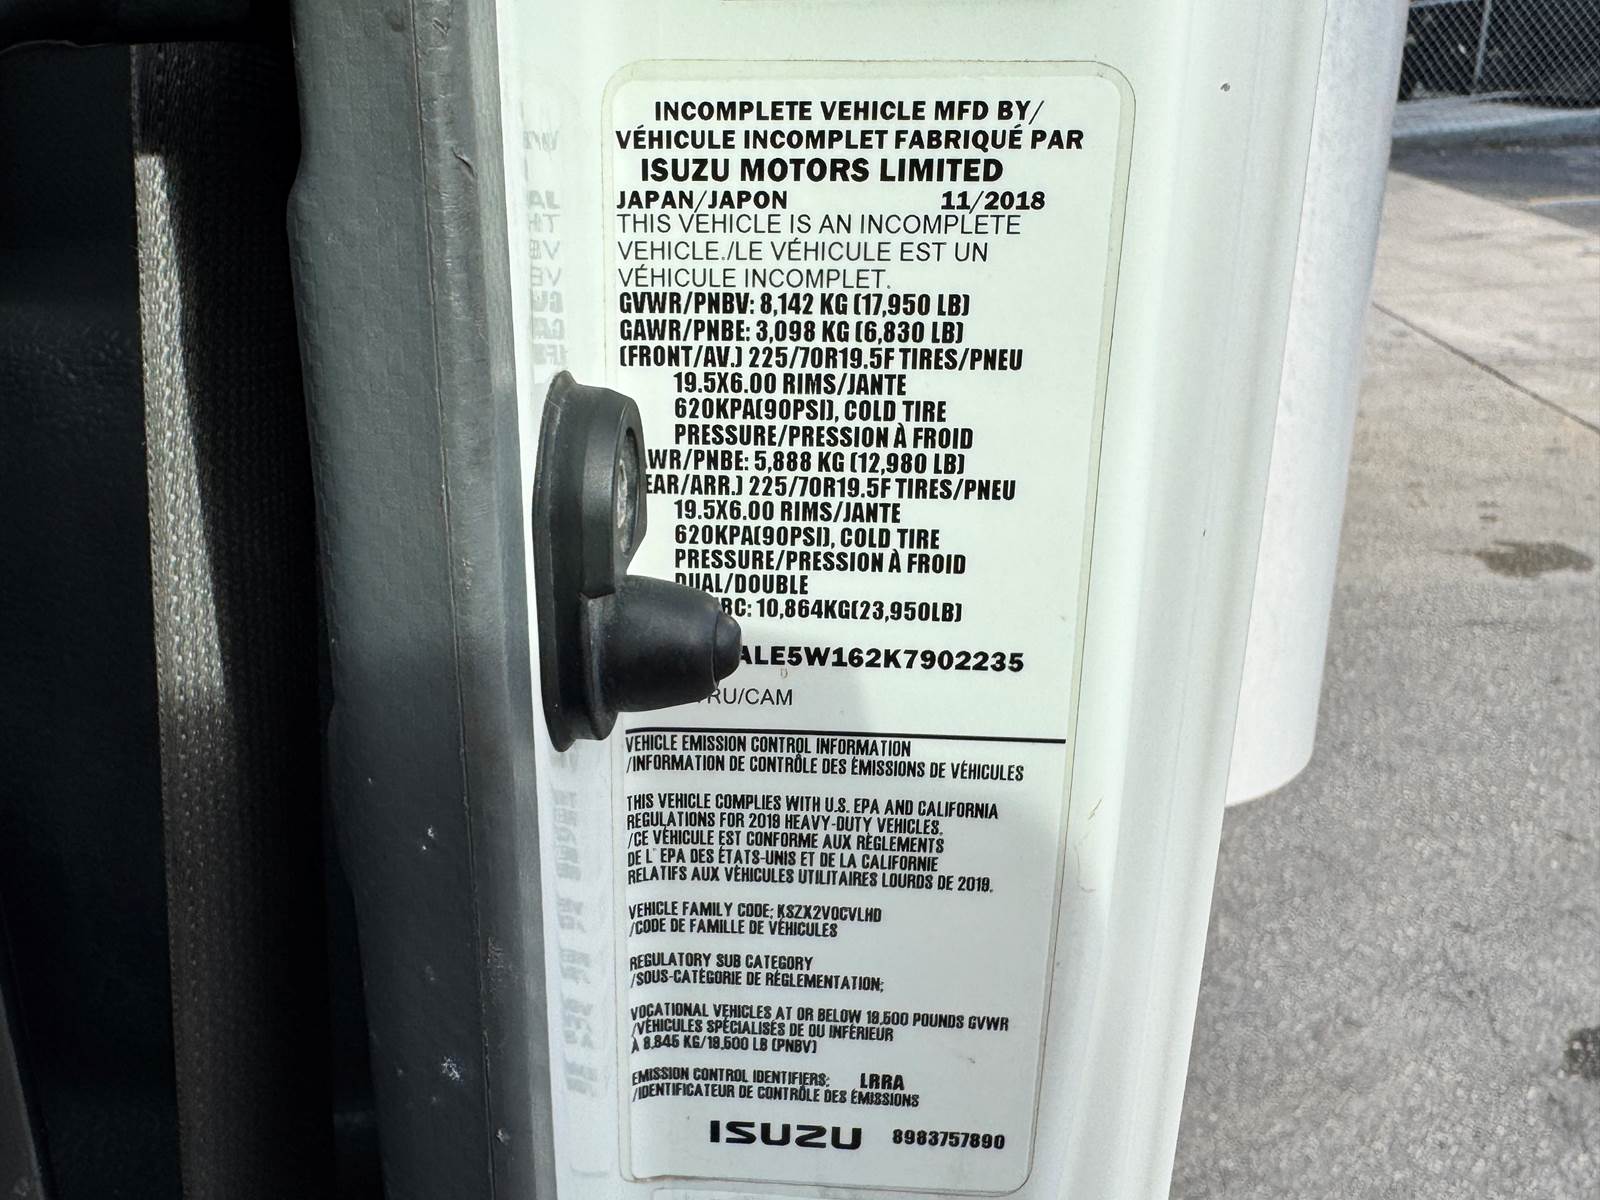 INCOMPLETE VEHICLE MFD BY/
VÉHICULE INCOMPLET FABRIQUÉ PAR
ISUZU MOTORS LIMITED
JAPAN/JAPON 11/2018
THIS VEHICLE IS AN INCOMPLETE
VEHICLE./LE VÉHICULE EST UN
VÉHICULE INCOMPLET.
GVWR/PNBV: 8,142 KG (17,950 LB)
GAWR/PNBE: 3,098 KG (6,830 LB)
(FRONT/AV.) 225/70R19.5F TIRES/PNEU
19.5X6.00 RIMS/JANTE
620KPA(90PSI), COLD TIRE
PRESSURE/PRESSION À FROID
WR/PNBE: 5,888 KG (12,980 LB)
EAR/ARR.) 225/70R19.5F TIRES/PNEU
19.5X6.00 RIMS/JANTE
620KPA(90PSI), COLD TIRE
PRESSURE/PRESSION À FROID
DUAL/DOUBLE
BC: 10,864KG(23,950LB)
ALE5W162K7902235
RU/CAM
VEHICLE EMISSION CONTROL INFORMATION
/INFORMATION DE CONTRÔLE DES ÉMISSIONS DE VÉHICULES
THIS VEHICLE COMPLIES WITH U.S. EPA AND CALIFORNIA
REGULATIONS FOR 2019 HEAVY-DUTY VEHICLES.
/CE VÉHICULE EST CONFORME AUX RÈGLEMENTS
DE L' EPA DES ÉTATS-UNIS ET DE LA CALIFORNIE
RELATIFS AUX VÉHICULES UTILITAIRES LOURDS DE 2019.
VEHICLE FAMILY CODE: KSZX2VOCVLHD
/CODE DE FAMILLE DE VÉHICULES
REGULATORY SUB CATEGORY
/SOUS-CATÉGORIE DE RÉGLEMENTATION:
VOCATIONAL VEHICLES AT OR BELOW 19,500 POUNDS GVWR
/VÉHICULES SPÉCIALISÉS DE OU INFÉRIEUR
À 8,845 KG/19,500 LB (PNBV)
EMISSION CONTROL IDENTIFIERS: LRRA
/IDENTIFICATEUR DE CONTRÔLE DES ÉMISSIONS
ISUZU 8983757890